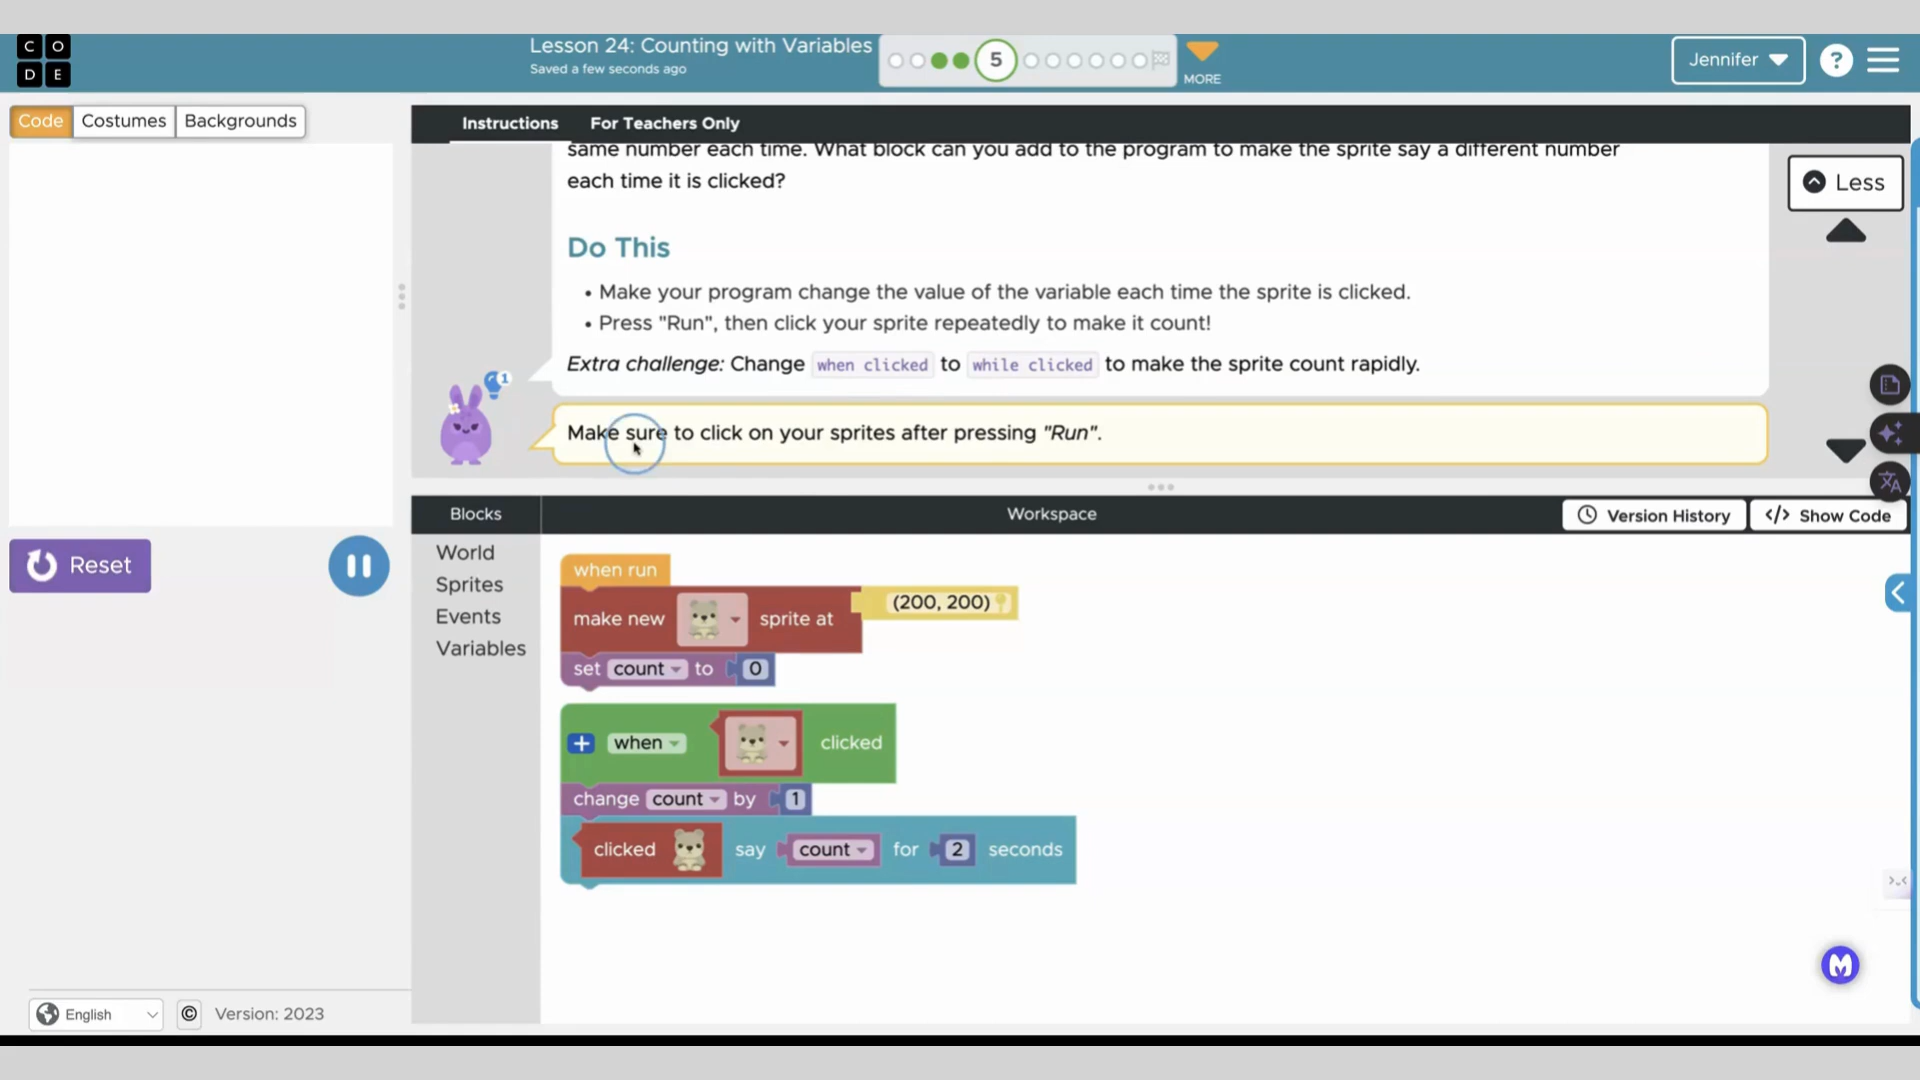 C O
D E
Lesson 24: Counting with Variables
Saved a few seconds ago
5
MORE
Jennifer
?
Code Costumes Backgrounds
Instructions For Teachers Only
same number each time. What block can you add to the program to make the sprite say a different number
each time it is clicked?
Less
Do This
• Make your program change the value of the variable each time the sprite is clicked.
• Press "Run", then click your sprite repeatedly to make it count!
Extra challenge: Change when clicked to while clicked to make the sprite count rapidly.
1
Make sure to click on your sprites after pressing "Run".
Blocks Workspace Version History </> Show Code
Reset
World
Sprites
Events
Variables
when run
make new sprite at (200, 200)
set count to 0
+ when clicked
change count by 1
clicked say count for 2 seconds
English © Version: 2023